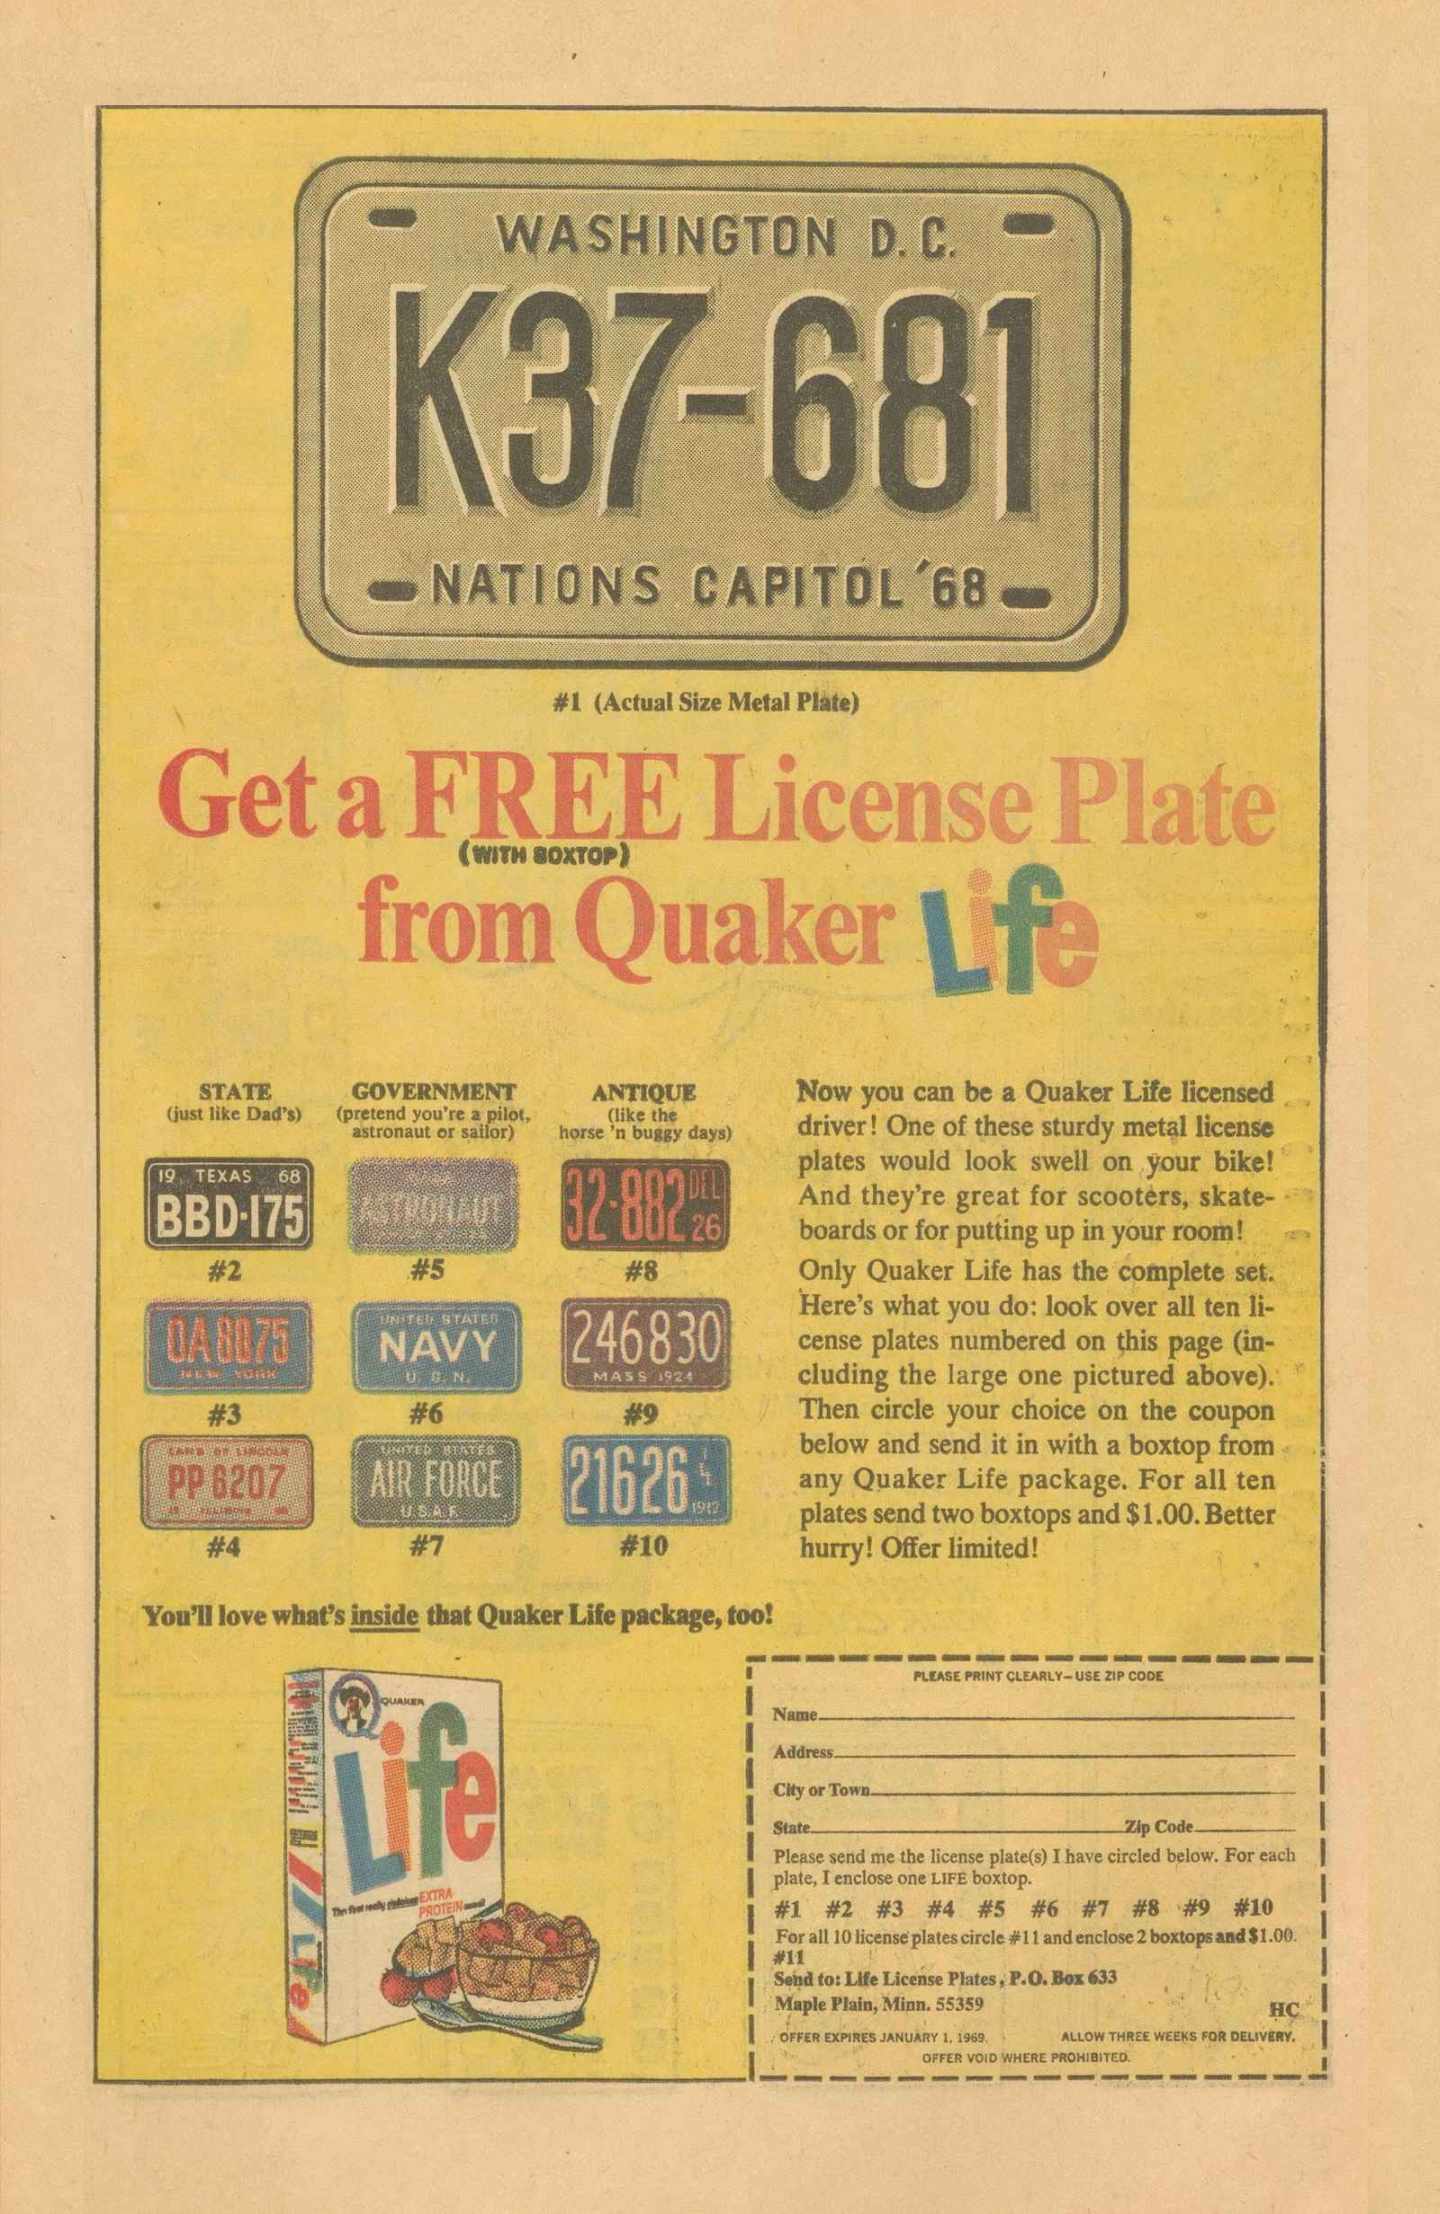 WASHINGTON D.C.
K37-681
NATIONS CAPITOL '68
#1 (Actual Size Metal Plate)
Get a FREE License Plate
(WITH BOXTOP)
from Quaker Life
STATE
(just like Dad's)
19 TEXAS 68
BBD-175
#2
OA 8075
NEW YORK
#3
LAND OF LINCOLN
PP 6207
ILLINOIS
#4
GOVERNMENT
(pretend you're a pilot,
astronaut or sailor)
ASTRONAUT
#5
UNITED STATES
NAVY
U.S.N.
#6
UNITED STATES
AIR FORCE
U.S.A.F.
#7
ANTIQUE
(like the
horse 'n buggy days)
32-882 DEL 26
#8
246830
MASS 1924
#9
21626
1912
#10
Now you can be a Quaker Life licensed
driver! One of these sturdy metal license
plates would look swell on your bike!
And they're great for scooters, skate-
boards or for putting up in your room!
Only Quaker Life has the complete set.
Here's what you do: look over all ten li-
cense plates numbered on this page (in-
cluding the large one pictured above).
Then circle your choice on the coupon
below and send it in with a boxtop from
any Quaker Life package. For all ten
plates send two boxtops and $1.00. Better
hurry! Offer limited!
You'll love what's inside that Quaker Life package, too!
QUAKER
Life
The first really delicious EXTRA
PROTEIN cereal!
Life
PLEASE PRINT CLEARLY—USE ZIP CODE
Name
Address
City or Town
State Zip Code
Please send me the license plate(s) I have circled below. For each
plate, I enclose one LIFE boxtop.
#1 #2 #3 #4 #5 #6 #7 #8 #9 #10
For all 10 license plates circle #11 and enclose 2 boxtops and $1.00.
#11
Send to: Life License Plates, P.O. Box 633
Maple Plain, Minn. 55359
HC
OFFER EXPIRES JANUARY 1, 1969. ALLOW THREE WEEKS FOR DELIVERY.
OFFER VOID WHERE PROHIBITED.